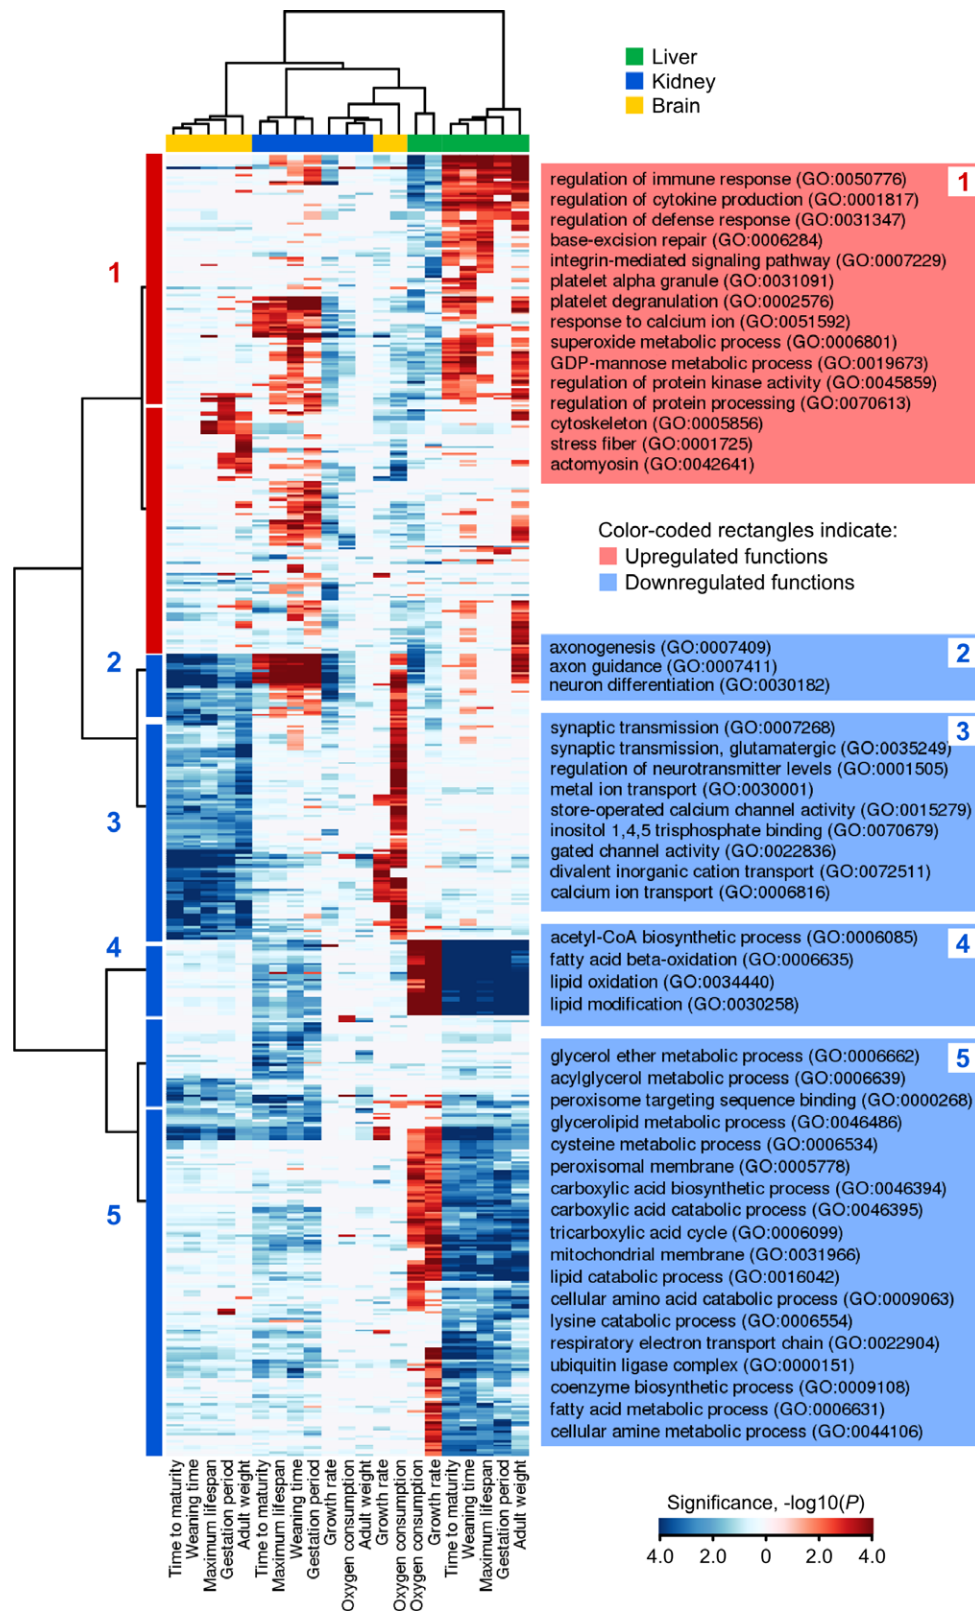 Liver
Kidney
Brain
1
regulation of immune response (GO:0050776)
regulation of cytokine production (GO:0001817)
regulation of defense response (GO:0031347)
base-excision repair (GO:0006284)
integrin-mediated signaling pathway (GO:0007229)
platelet alpha granule (GO:0031091)
platelet degranulation (GO:0002576)
response to calcium ion (GO:0051592)
superoxide metabolic process (GO:0006801)
GDP-mannose metabolic process (GO:0019673)
regulation of protein kinase activity (GO:0045859)
regulation of protein processing (GO:0070613)
cytoskeleton (GO:0005856)
stress fiber (GO:0001725)
actomyosin (GO:0042641)
1
Color-coded rectangles indicate:
Upregulated functions
Downregulated functions
2
axonogenesis (GO:0007409)
axon guidance (GO:0007411)
neuron differentiation (GO:0030182)
2
3
synaptic transmission (GO:0007268)
synaptic transmission, glutamatergic (GO:0035249)
regulation of neurotransmitter levels (GO:0001505)
metal ion transport (GO:0030001)
store-operated calcium channel activity (GO:0015279)
inositol 1,4,5 trisphosphate binding (GO:0070679)
gated channel activity (GO:0022836)
divalent inorganic cation transport (GO:0072511)
calcium ion transport (GO:0006816)
3
4
acetyl-CoA biosynthetic process (GO:0006085)
fatty acid beta-oxidation (GO:0006635)
lipid oxidation (GO:0034440)
lipid modification (GO:0030258)
4
5
glycerol ether metabolic process (GO:0006662)
acylglycerol metabolic process (GO:0006639)
peroxisome targeting sequence binding (GO:0000268)
glycerolipid metabolic process (GO:0046486)
cysteine metabolic process (GO:0006534)
peroxisomal membrane (GO:0005778)
carboxylic acid biosynthetic process (GO:0046394)
carboxylic acid catabolic process (GO:0046395)
tricarboxylic acid cycle (GO:0006099)
mitochondrial membrane (GO:0031966)
lipid catabolic process (GO:0016042)
cellular amino acid catabolic process (GO:0009063)
lysine catabolic process (GO:0006554)
respiratory electron transport chain (GO:0022904)
ubiquitin ligase complex (GO:0000151)
coenzyme biosynthetic process (GO:0009108)
fatty acid metabolic process (GO:0006631)
cellular amine metabolic process (GO:0044106)
5
Time to maturity
Weaning time
Maximum lifespan
Gestation period
Adult weight
Time to maturity
Maximum lifespan
Weaning time
Gestation period
Growth rate
Oxygen consumption
Adult weight
Growth rate
Oxygen consumption
Oxygen consumption
Growth rate
Time to maturity
Weaning time
Maximum lifespan
Gestation period
Adult weight
Significance, -log10(P)
4.0 2.0 0 2.0 4.0